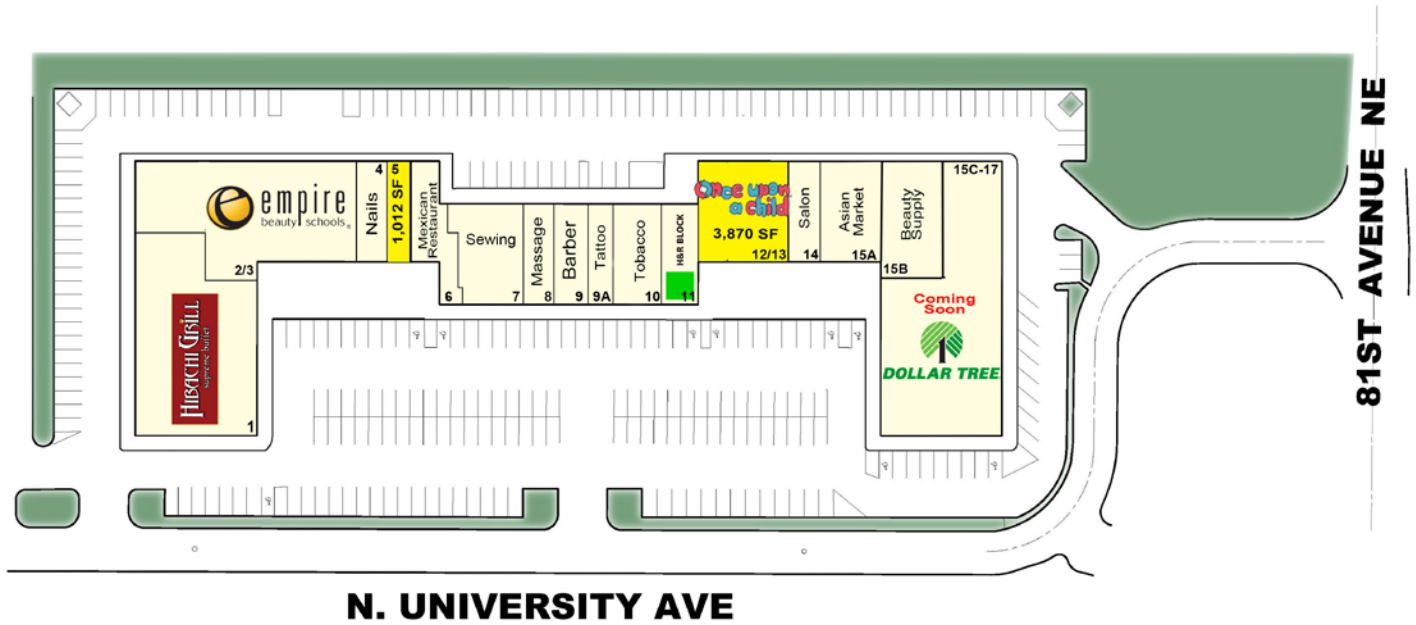 81ST AVENUE NE
e empire
beauty schools
2/3
HIBACHI GRILL
supreme buffet
1
4
Nails
5
1,012 SF
Mexican
Restaurant
6
Sewing
7
Massage
8
Barber
9
Tattoo
9A
Tobacco
10
H&R BLOCK
11
Once upon
a child
3,870 SF
12/13
Salon
14
Asian
Market
15A
Beauty
Supply
15B
15C-17
Coming
Soon
1
DOLLAR TREE
N. UNIVERSITY AVE